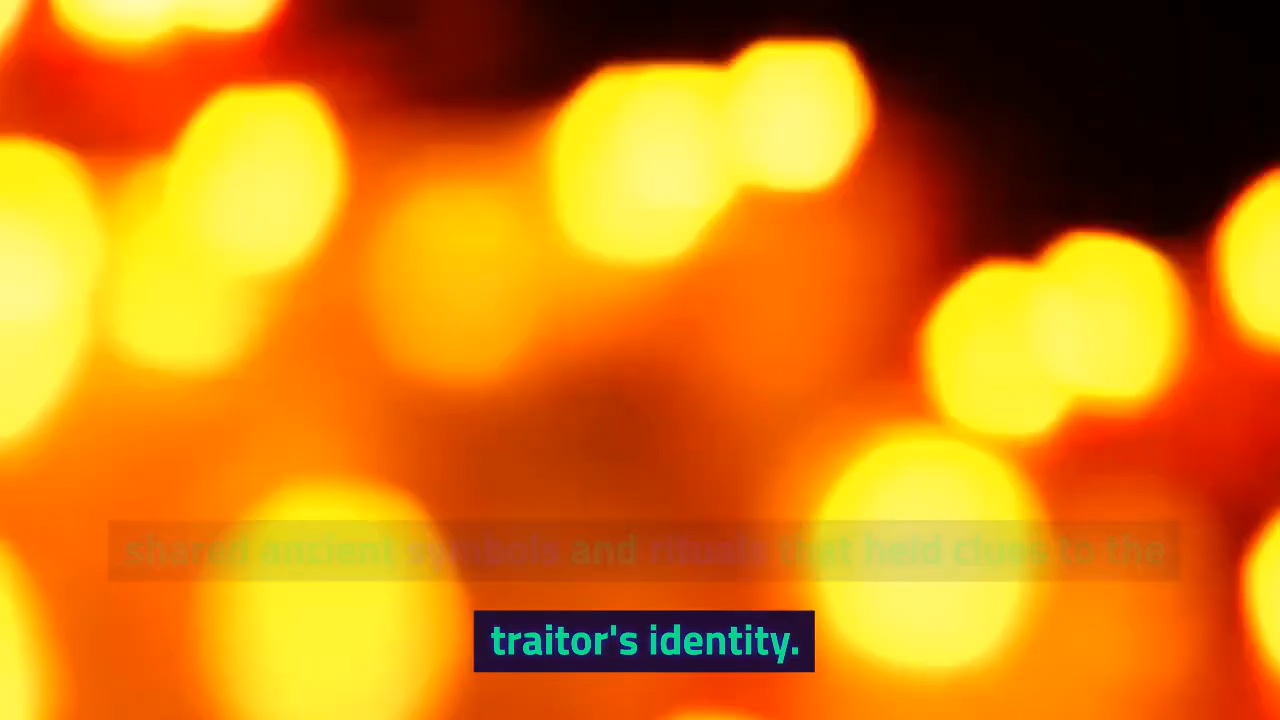 shared ancient symbols and rituals that held clues to the
traitor's identity.